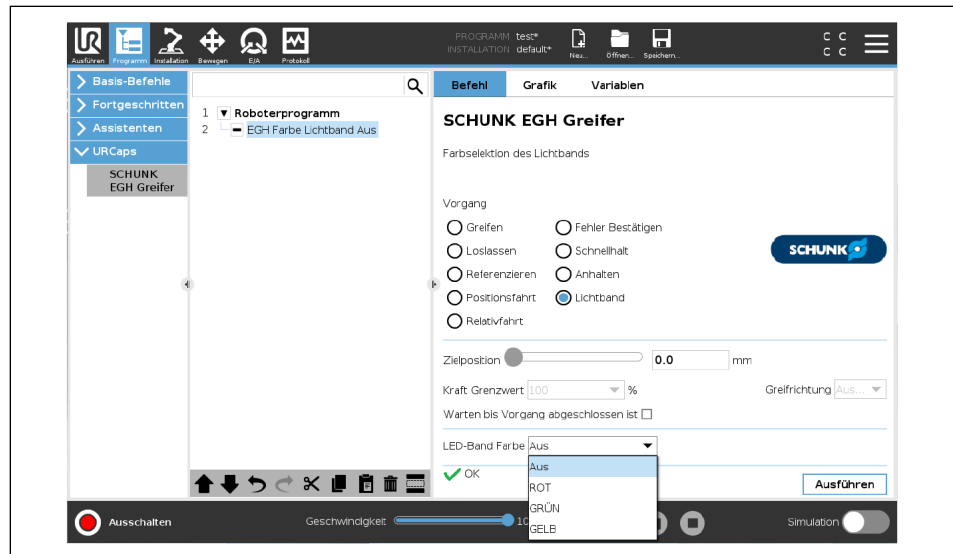 PROGRAMM test*
INSTALLATION default*
Ausführen Programm Installation Bewegen E/A Protokoll
Neu... Öffnen... Speichern...
C C
C C
Basis-Befehle
Fortgeschritten
Assistenten
URCaps
SCHUNK
EGH Greifer
1 Roboterprogramm
2 EGH Farbe Lichtband Aus
Befehl Grafik Variablen
SCHUNK EGH Greifer
Farbselektion des Lichtbands
Vorgang
Greifen Fehler Bestätigen
Loslassen Schnellhalt
Referenzieren Anhalten
Positionsfahrt Lichtband
Relativfahrt
SCHUNK
Zielposition 0.0 mm
Kraft Grenzwert 100 % Greifrichtung Aus...
Warten bis Vorgang abgeschlossen ist
LED-Band Farbe Aus
OK
Aus
ROT
GRÜN
GELB
Ausführen
Ausschalten Geschwindigkeit Simulation